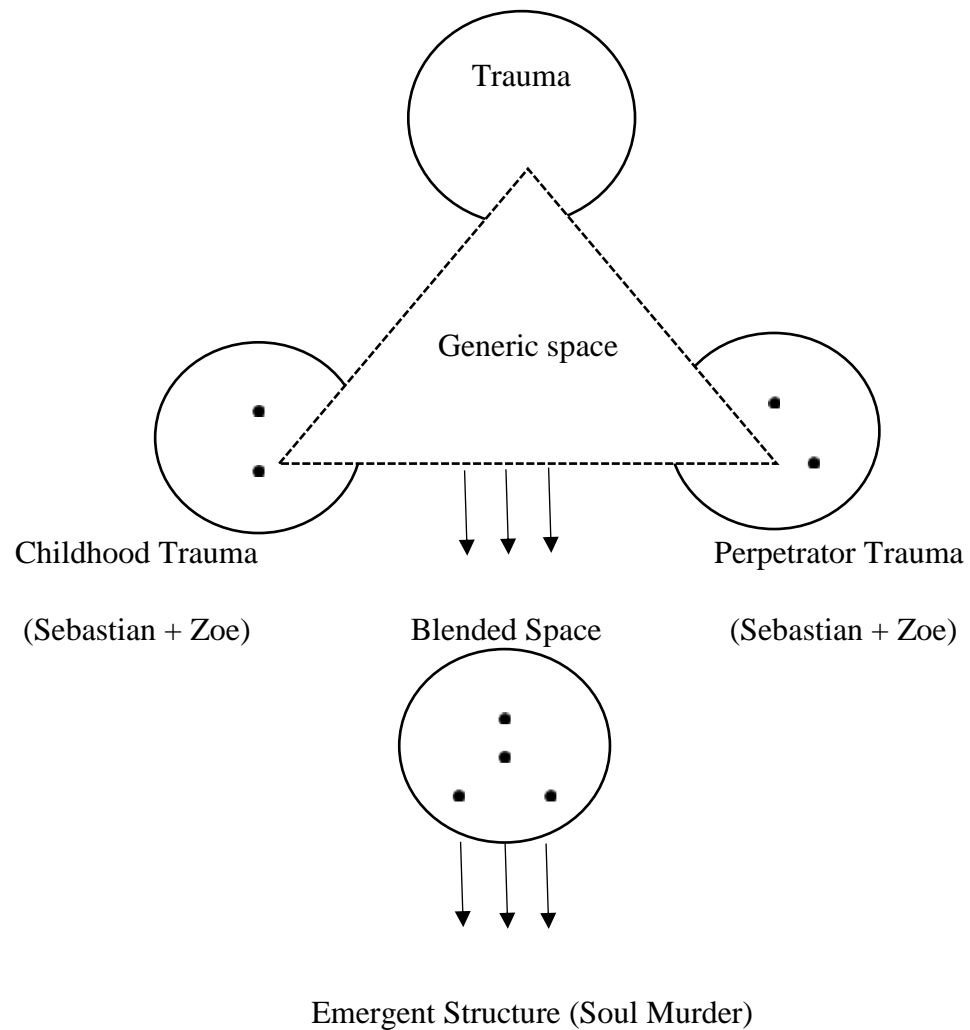 Trauma
Generic space
Childhood Trauma
Perpetrator Trauma
(Sebastian + Zoe)
Blended Space
(Sebastian + Zoe)
Emergent Structure (Soul Murder)